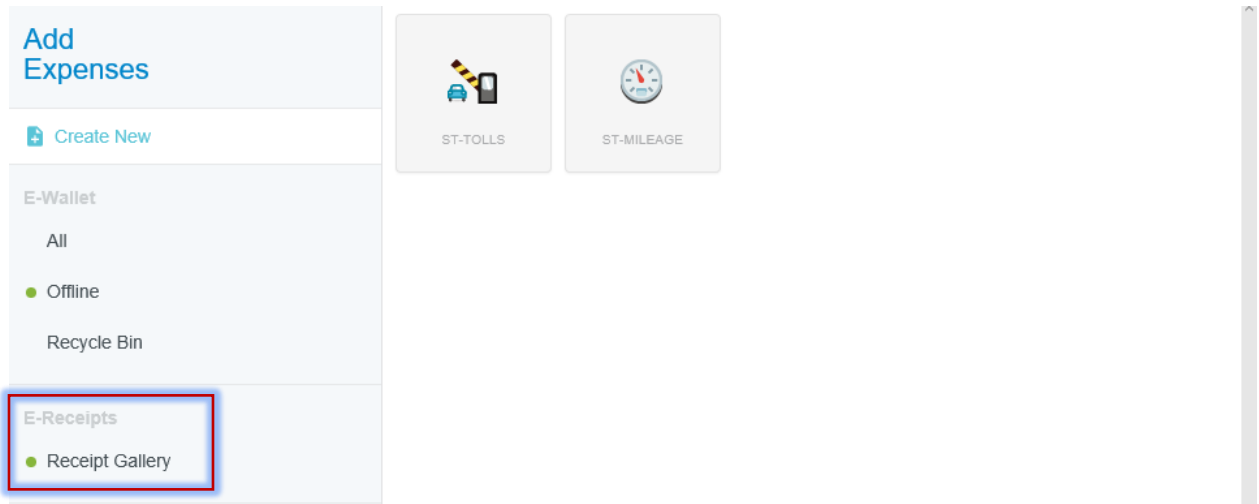 Add
Expenses
Create New
E-Wallet
All
Offline
Recycle Bin
E-Receipts
Receipt Gallery
ST-TOLLS
ST-MILEAGE